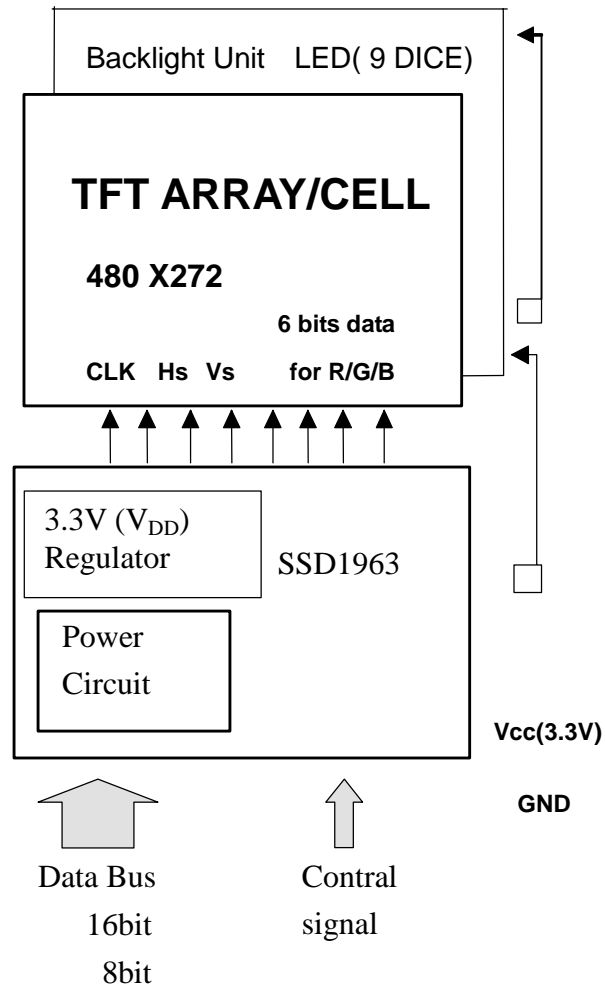 Backlight Unit LED( 9 DICE)
TFT ARRAY/CELL
480 X272
6 bits data
CLK Hs Vs for R/G/B
3.3V (VDD)
Regulator
SSD1963
Power
Circuit
Vcc(3.3V)
GND
Data Bus
16bit
8bit
Contral
signal